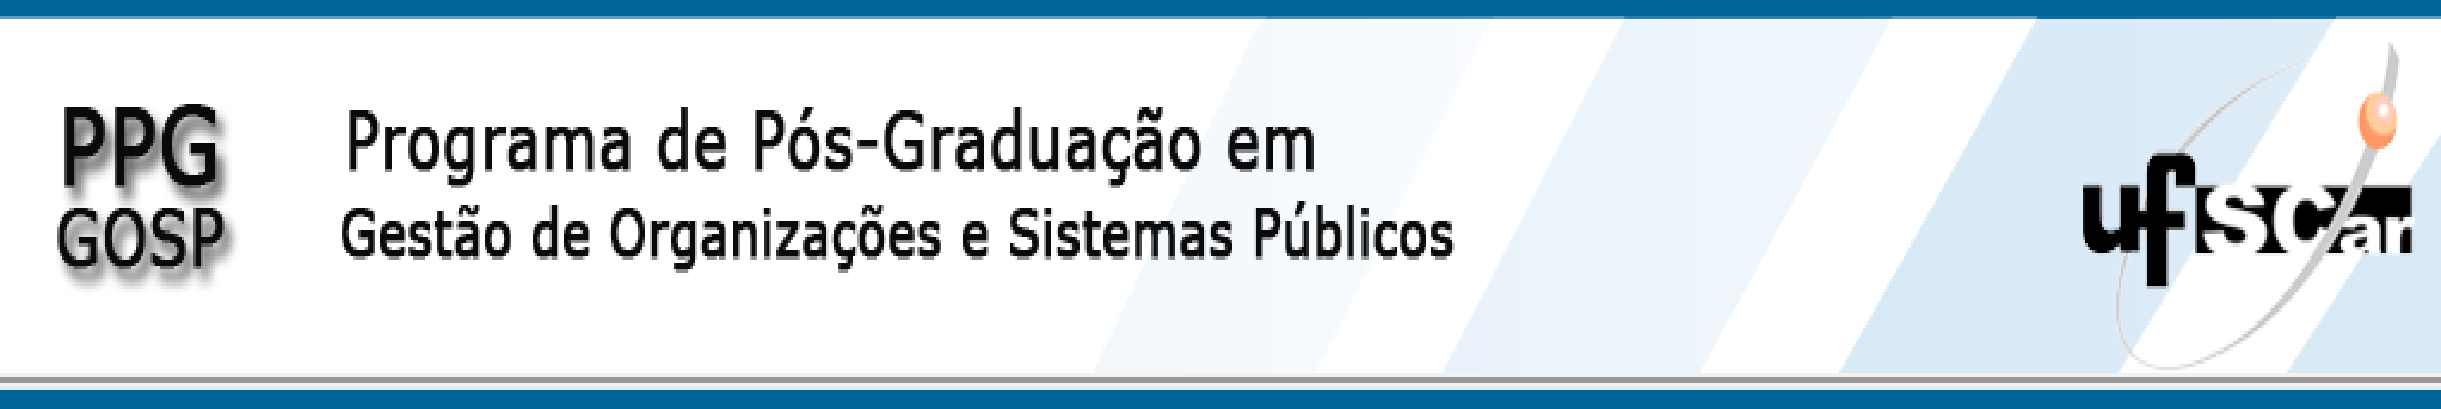 PPG
GOSP
Programa de Pós-Graduação em
Gestão de Organizações e Sistemas Públicos
ufscar